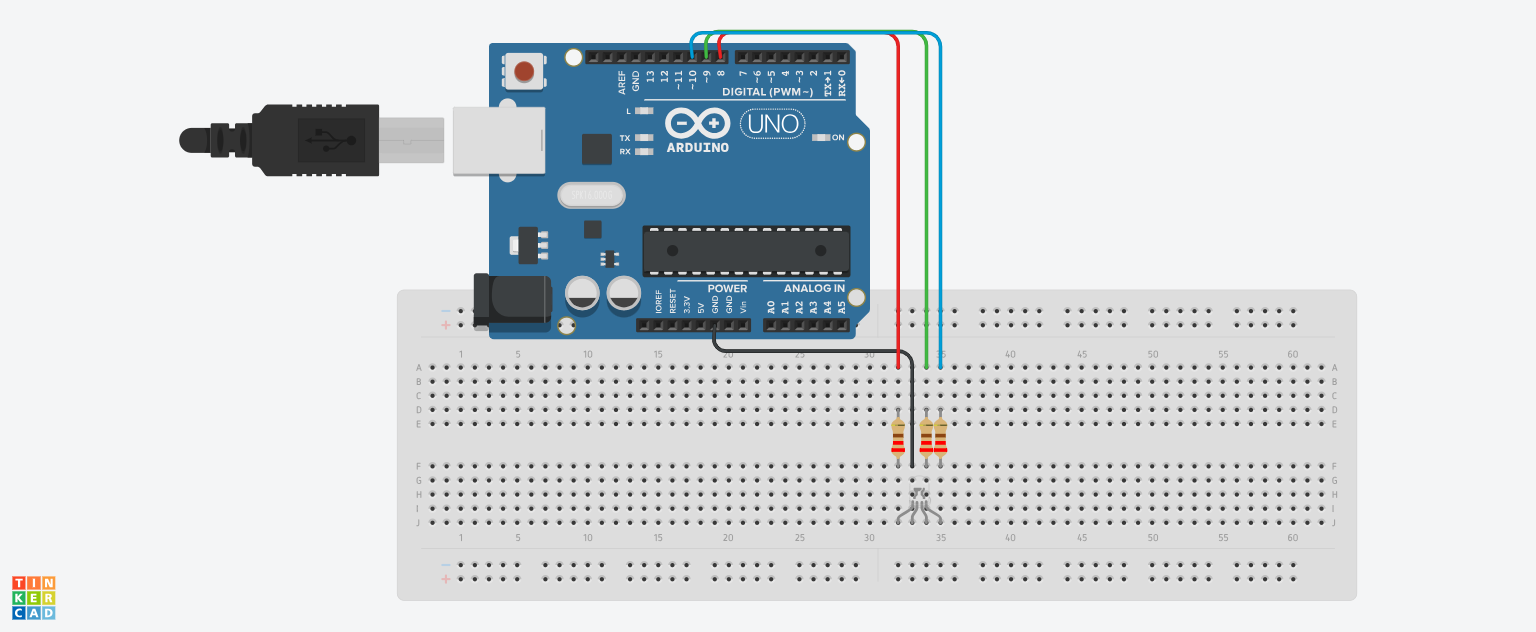 AREF
GND
13
12
~11
~10
~9
8
7
~6
~5
4
~3
2
TX→1
RX←0
DIGITAL (PWM~)
L
TX
RX
ARDUINO
UNO
ON
IOREF
RESET
3.3V
5V
GND
GND
Vin
POWER
ANALOG IN
A0
A1
A2
A3
A4
A5
− 
+
1 5 10 15 20 25 30 35 40 45 50 55 60
A A
B B
C C
D D
E E
F F
G G
H H
I I
J J
1 5 10 15 20 25 30 35 40 45 50 55 60
−
+
TIN
KER
CAD